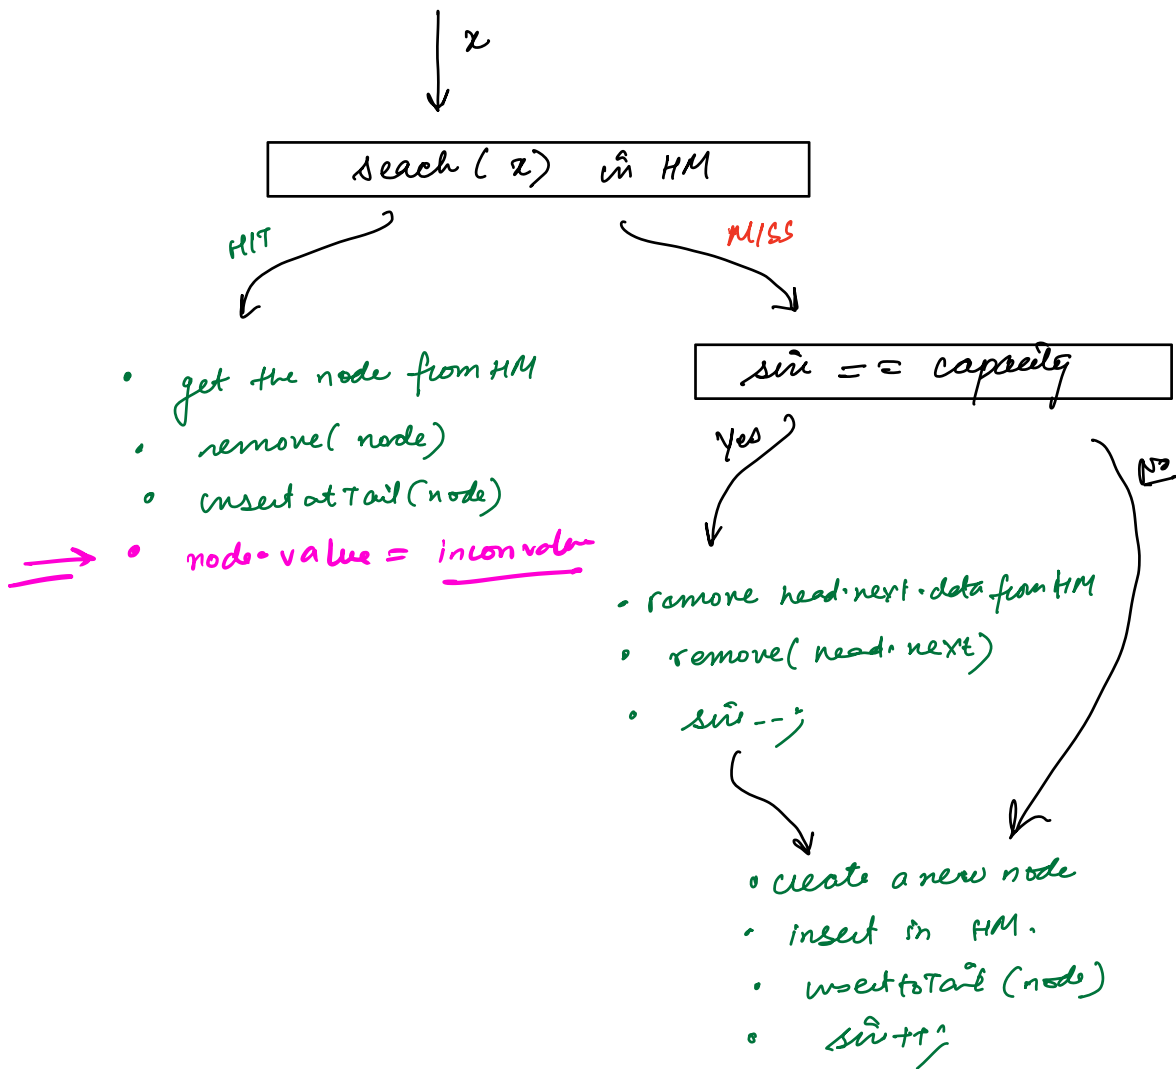 x
seach ( x ) in HM
HIT
MISS
• get the node from HM
• remove( node)
• insert at Tail (node)
• node.value =
size == capacity
Yes
No
• remove head.next.data from HM
• remove( head.next)
• size --;
• create a new node
• insert in HM.
• insert to Tail (node)
• size ++;